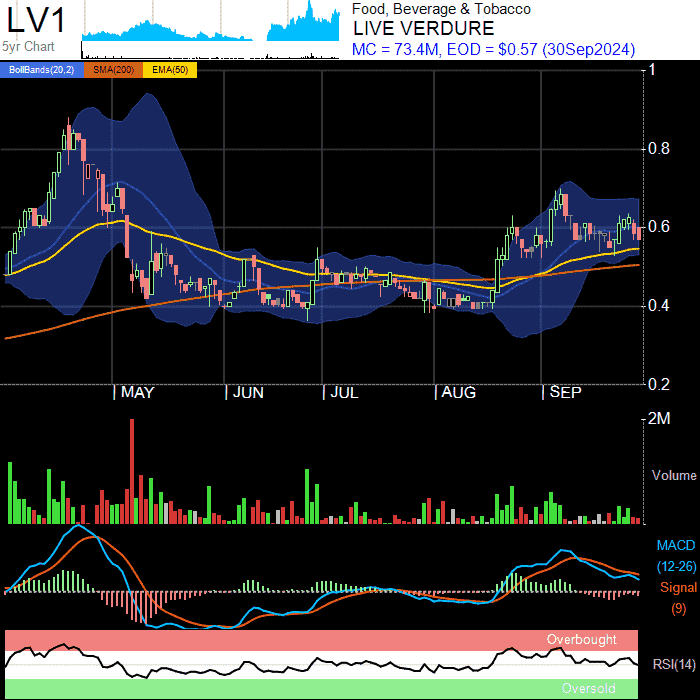 LV1
5yr Chart
Food, Beverage & Tobacco
LIVE VERDURE
MC = 73.4M, EOD = $0.57 (30Sep2024)
BollBands(20,2) SMA(200) EMA(50)
1
0.8
0.6
0.4
0.2
MAY JUN JUL AUG SEP
2M
Volume
MACD
(12-26)
Signal
(9)
Overbought
RSI(14)
Oversold